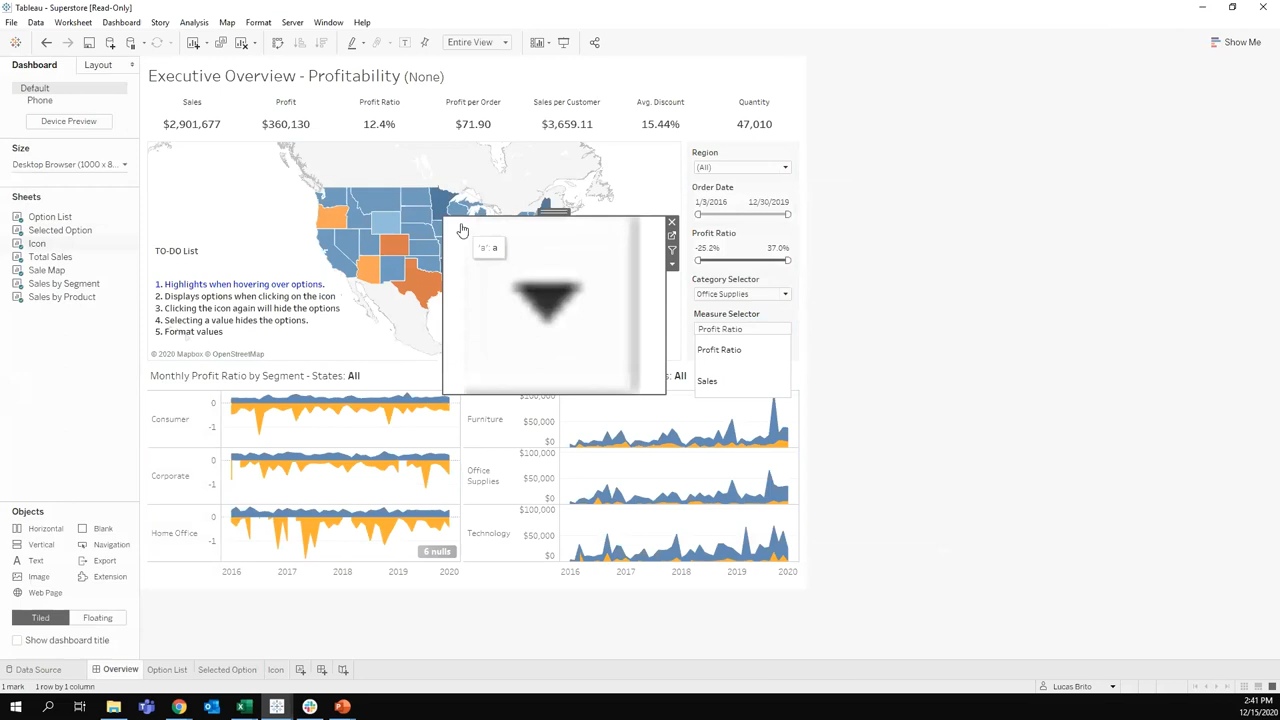 Tableau - Superstore [Read-Only]
File Data Worksheet Dashboard Story Analysis Map Format Server Window Help
Entire View
Show Me
Dashboard Layout
Default
Phone
Device Preview
Size
Desktop Browser (1000 x 8...
Sheets
Option List
Selected Option
Icon
Total Sales
Sale Map
Sales by Segment
Sales by Product
Objects
Horizontal Blank
Vertical Navigation
Text Export
Image Extension
Web Page
Tiled Floating
Show dashboard title
Executive Overview - Profitability (None)
Sales Profit Profit Ratio Profit per Order Sales per Customer Avg. Discount Quantity
$2,901,677 $360,130 12.4% $71.90 $3,659.11 15.44% 47,010
TO-DO List
1. Highlights when hovering over options.
2. Displays options when clicking on the icon
3. Clicking the icon again will hide the options
4. Selecting a value hides the options.
5. Format values
© 2020 Mapbox © OpenStreetMap
'a': a
Region
(All)
Order Date
1/3/2016 12/30/2019
Profit Ratio
-25.2% 37.0%
Category Selector
Office Supplies
Measure Selector
Profit Ratio
Profit Ratio
Sales
Monthly Profit Ratio by Segment - States: All
Consumer
0
-1
Corporate
0
-1
Home Office
0
-1
6 nulls
2016 2017 2018 2019 2020
All
Furniture
$100,000
$50,000
$0
Office
Supplies
$100,000
$50,000
$0
Technology
$100,000
$50,000
$0
2016 2017 2018 2019 2020
Data Source Overview Option List Selected Option Icon
1 mark 1 row by 1 column
Lucas Brito
2:41 PM
12/15/2020